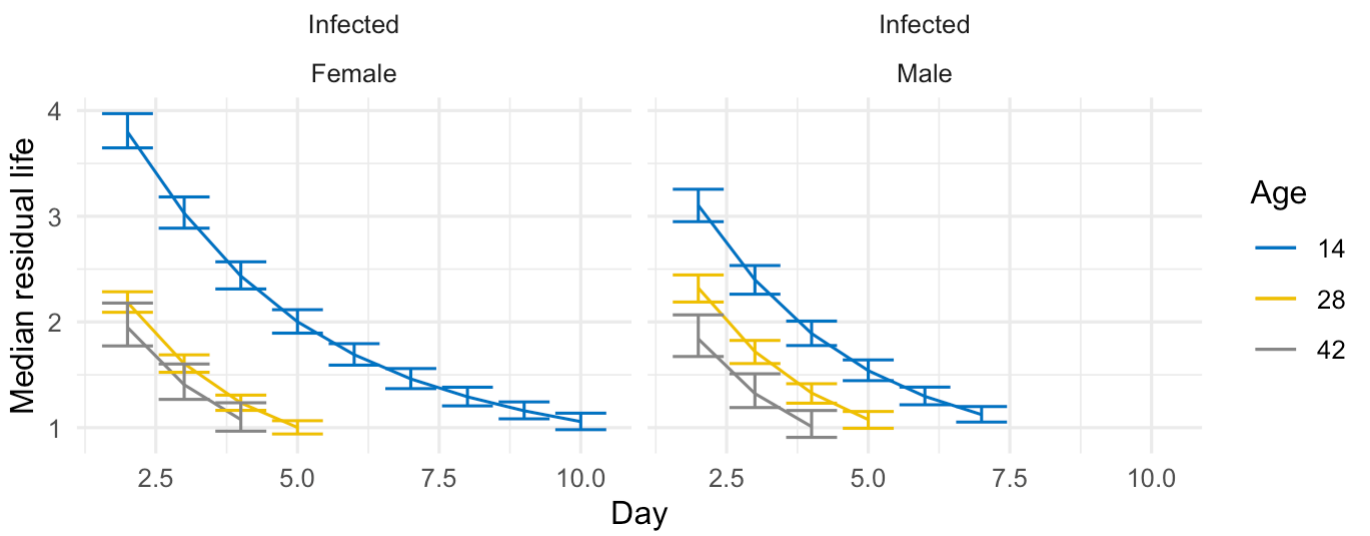 Infected
Infected
Female
Male
Median residual life
4
3
2
1
2.5 5.0 7.5 10.0
2.5 5.0 7.5 10.0
Day
Age
14
28
42